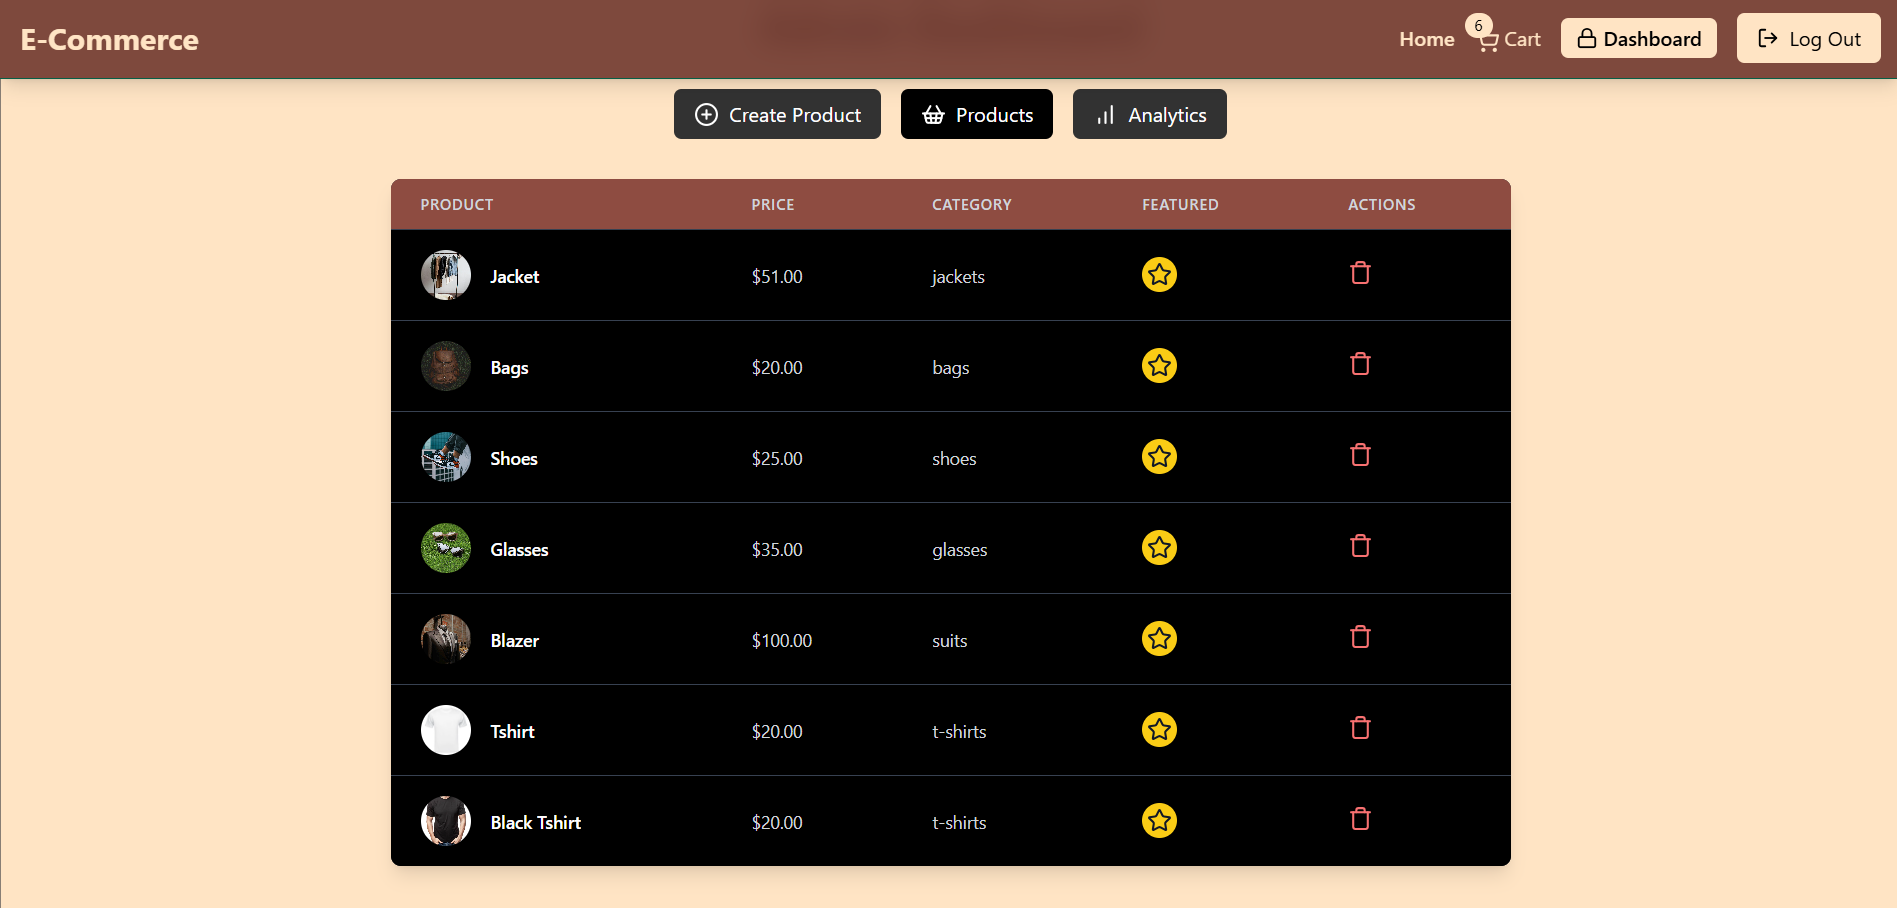 E-Commerce
Home 6 Cart Dashboard Log Out
Create Product Products Analytics
PRODUCT PRICE CATEGORY FEATURED ACTIONS
Jacket $51.00 jackets
Bags $20.00 bags
Shoes $25.00 shoes
Glasses $35.00 glasses
Blazer $100.00 suits
Tshirt $20.00 t-shirts
Black Tshirt $20.00 t-shirts